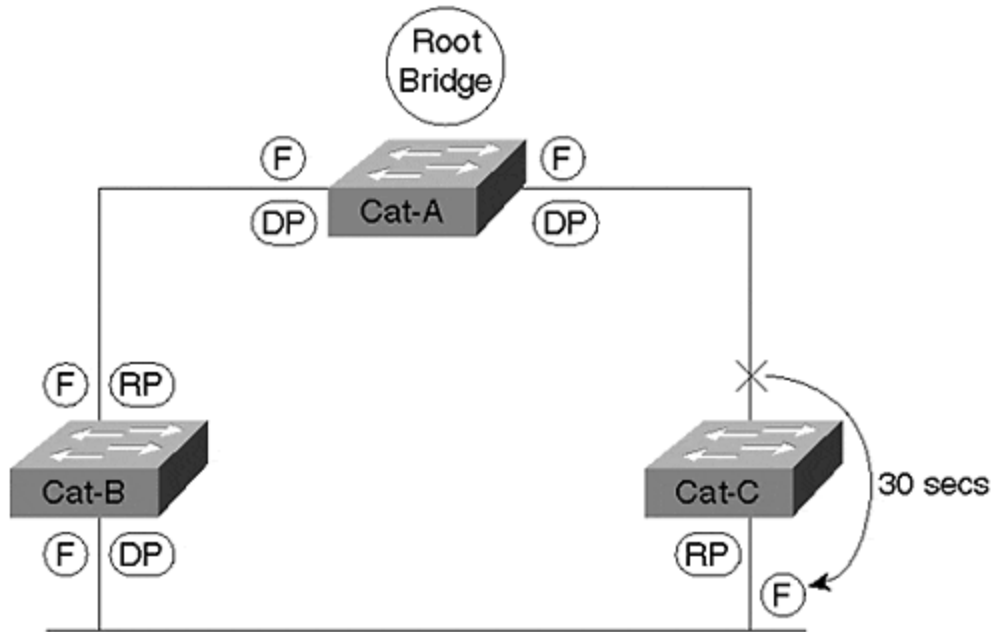 Root
Bridge
F
F
DP
Cat-A
DP
F
RP
Cat-B
Cat-C
30 secs
F
DP
RP
F